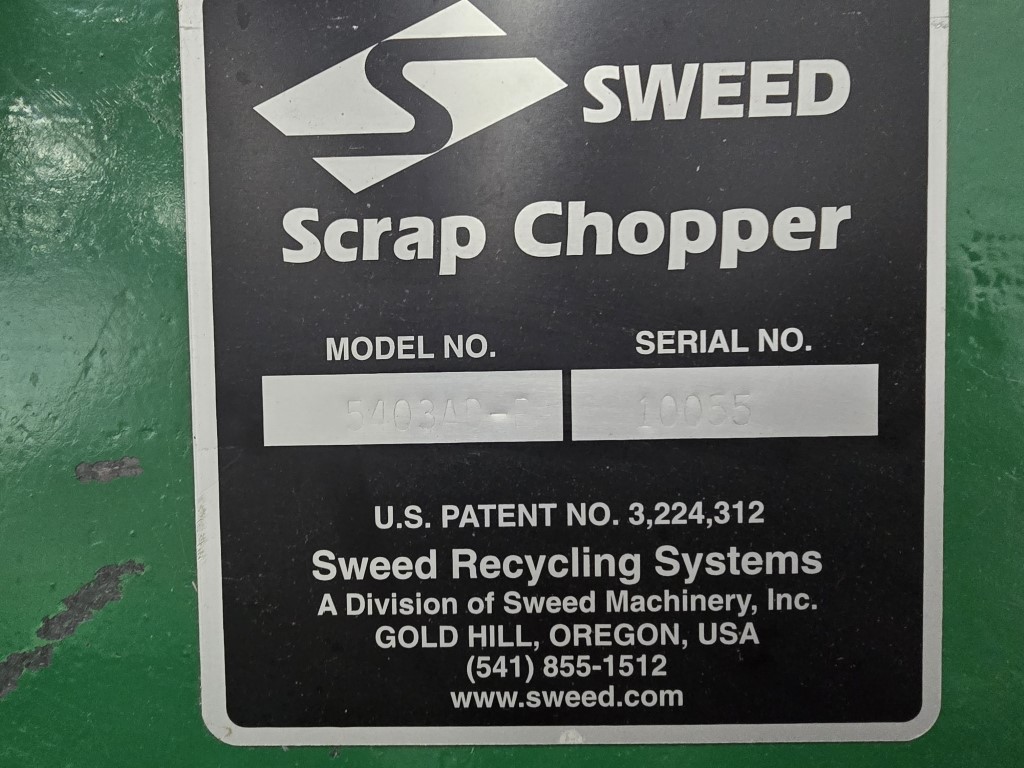 SWEED
Scrap Chopper
MODEL NO. SERIAL NO.
10055
U.S. PATENT NO. 3,224,312
Sweed Recycling Systems
A Division of Sweed Machinery, Inc.
GOLD HILL, OREGON, USA
(541) 855-1512
www.sweed.com